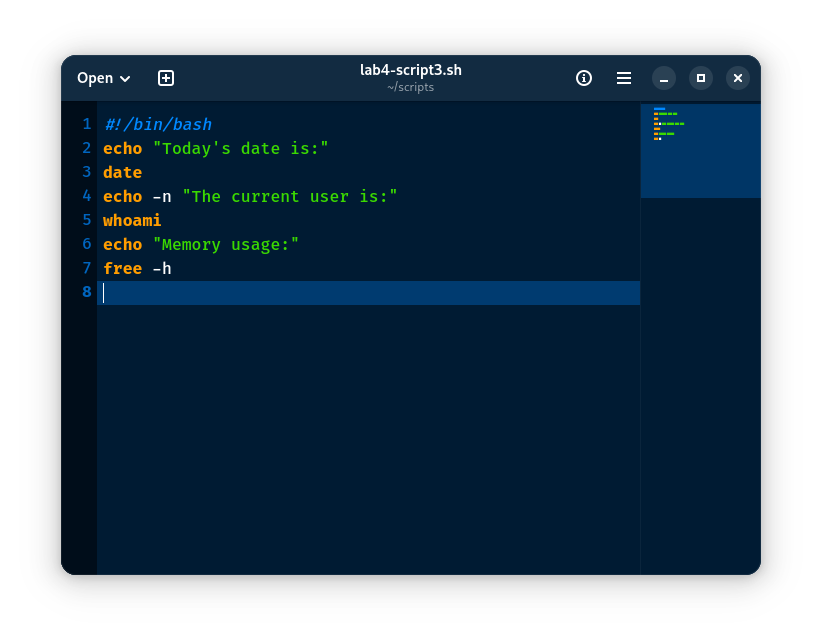 Open
lab4-script3.sh
~/scripts
1 #!/bin/bash
2 echo "Today's date is:"
3 date
4 echo -n "The current user is:"
5 whoami
6 echo "Memory usage:"
7 free -h
8